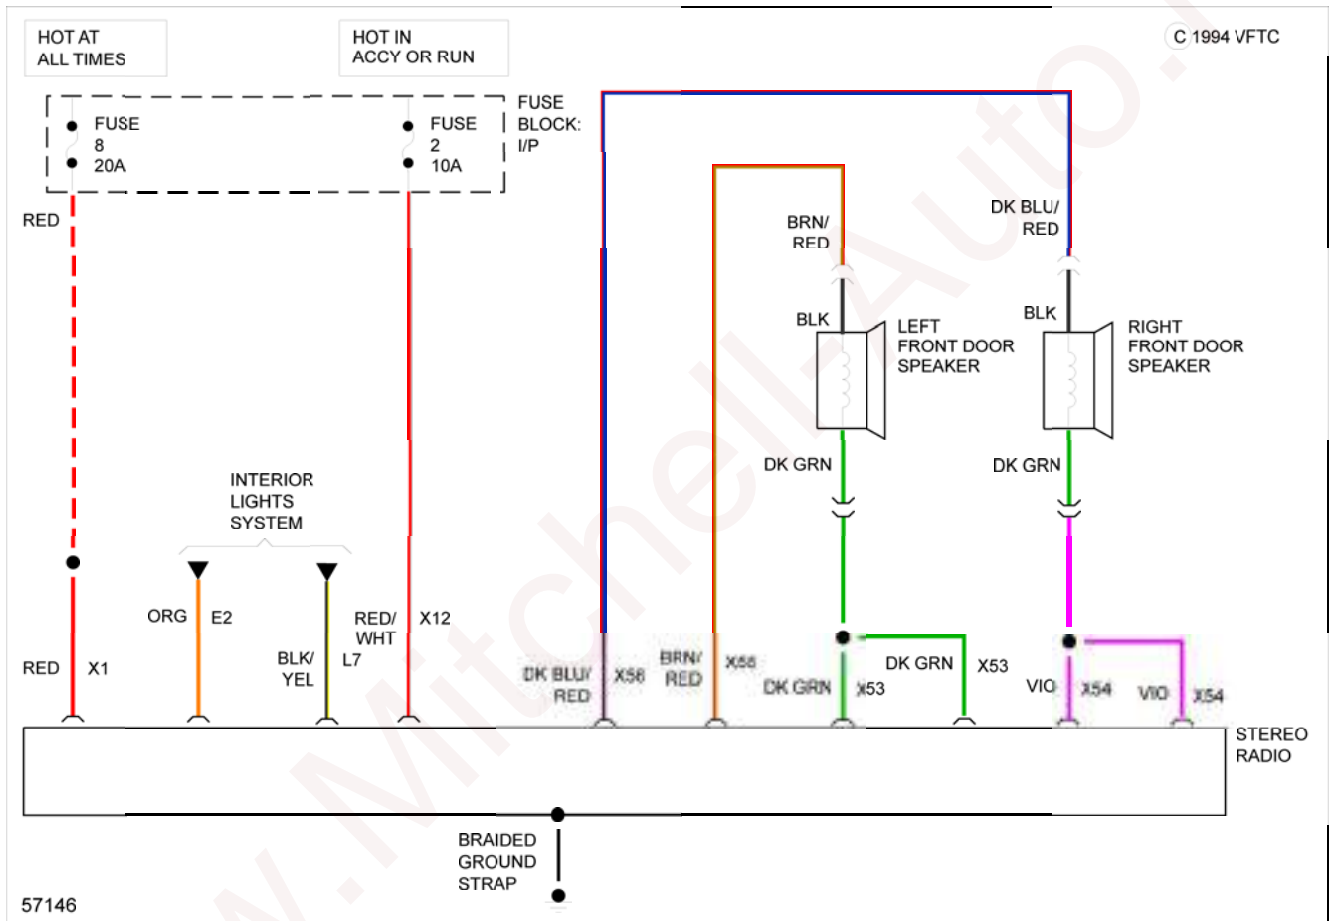 HOT AT
ALL TIMES
HOT IN
ACCY OR RUN
C 1994 VFTC
FUSE
8
20A
FUSE
2
10A
FUSE
BLOCK:
I/P
RED
BRN/
RED
DK BLU/
RED
BLK
LEFT
FRONT DOOR
SPEAKER
BLK
RIGHT
FRONT DOOR
SPEAKER
DK GRN
DK GRN
INTERIOR
LIGHTS
SYSTEM
ORG
E2
RED/
WHT
X12
RED
X1
BLK/
YEL
L7
DK BLU/
RED
X56
BRN/
RED
DK GRN
X53
DK GRN
X53
VIO
X54
VIO
X54
STEREO
RADIO
BRAIDED
GROUND
STRAP
57146
www.Mitchell-Auto.